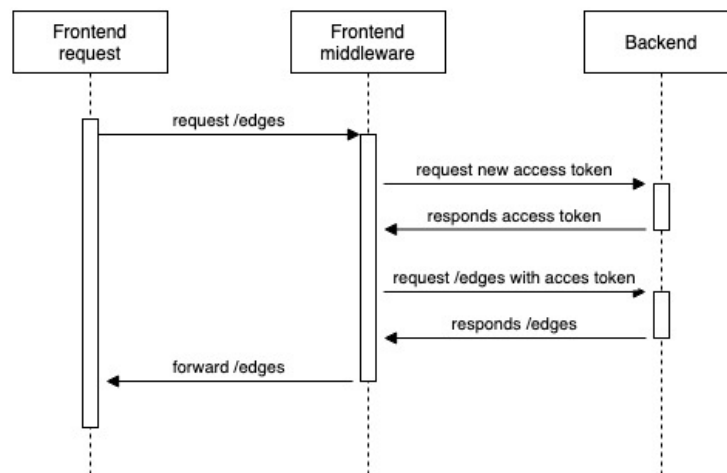 Frontend
request
Frontend
middleware
Backend
request /edges
request new access token
responds access token
request /edges with acces token
responds /edges
forward /edges